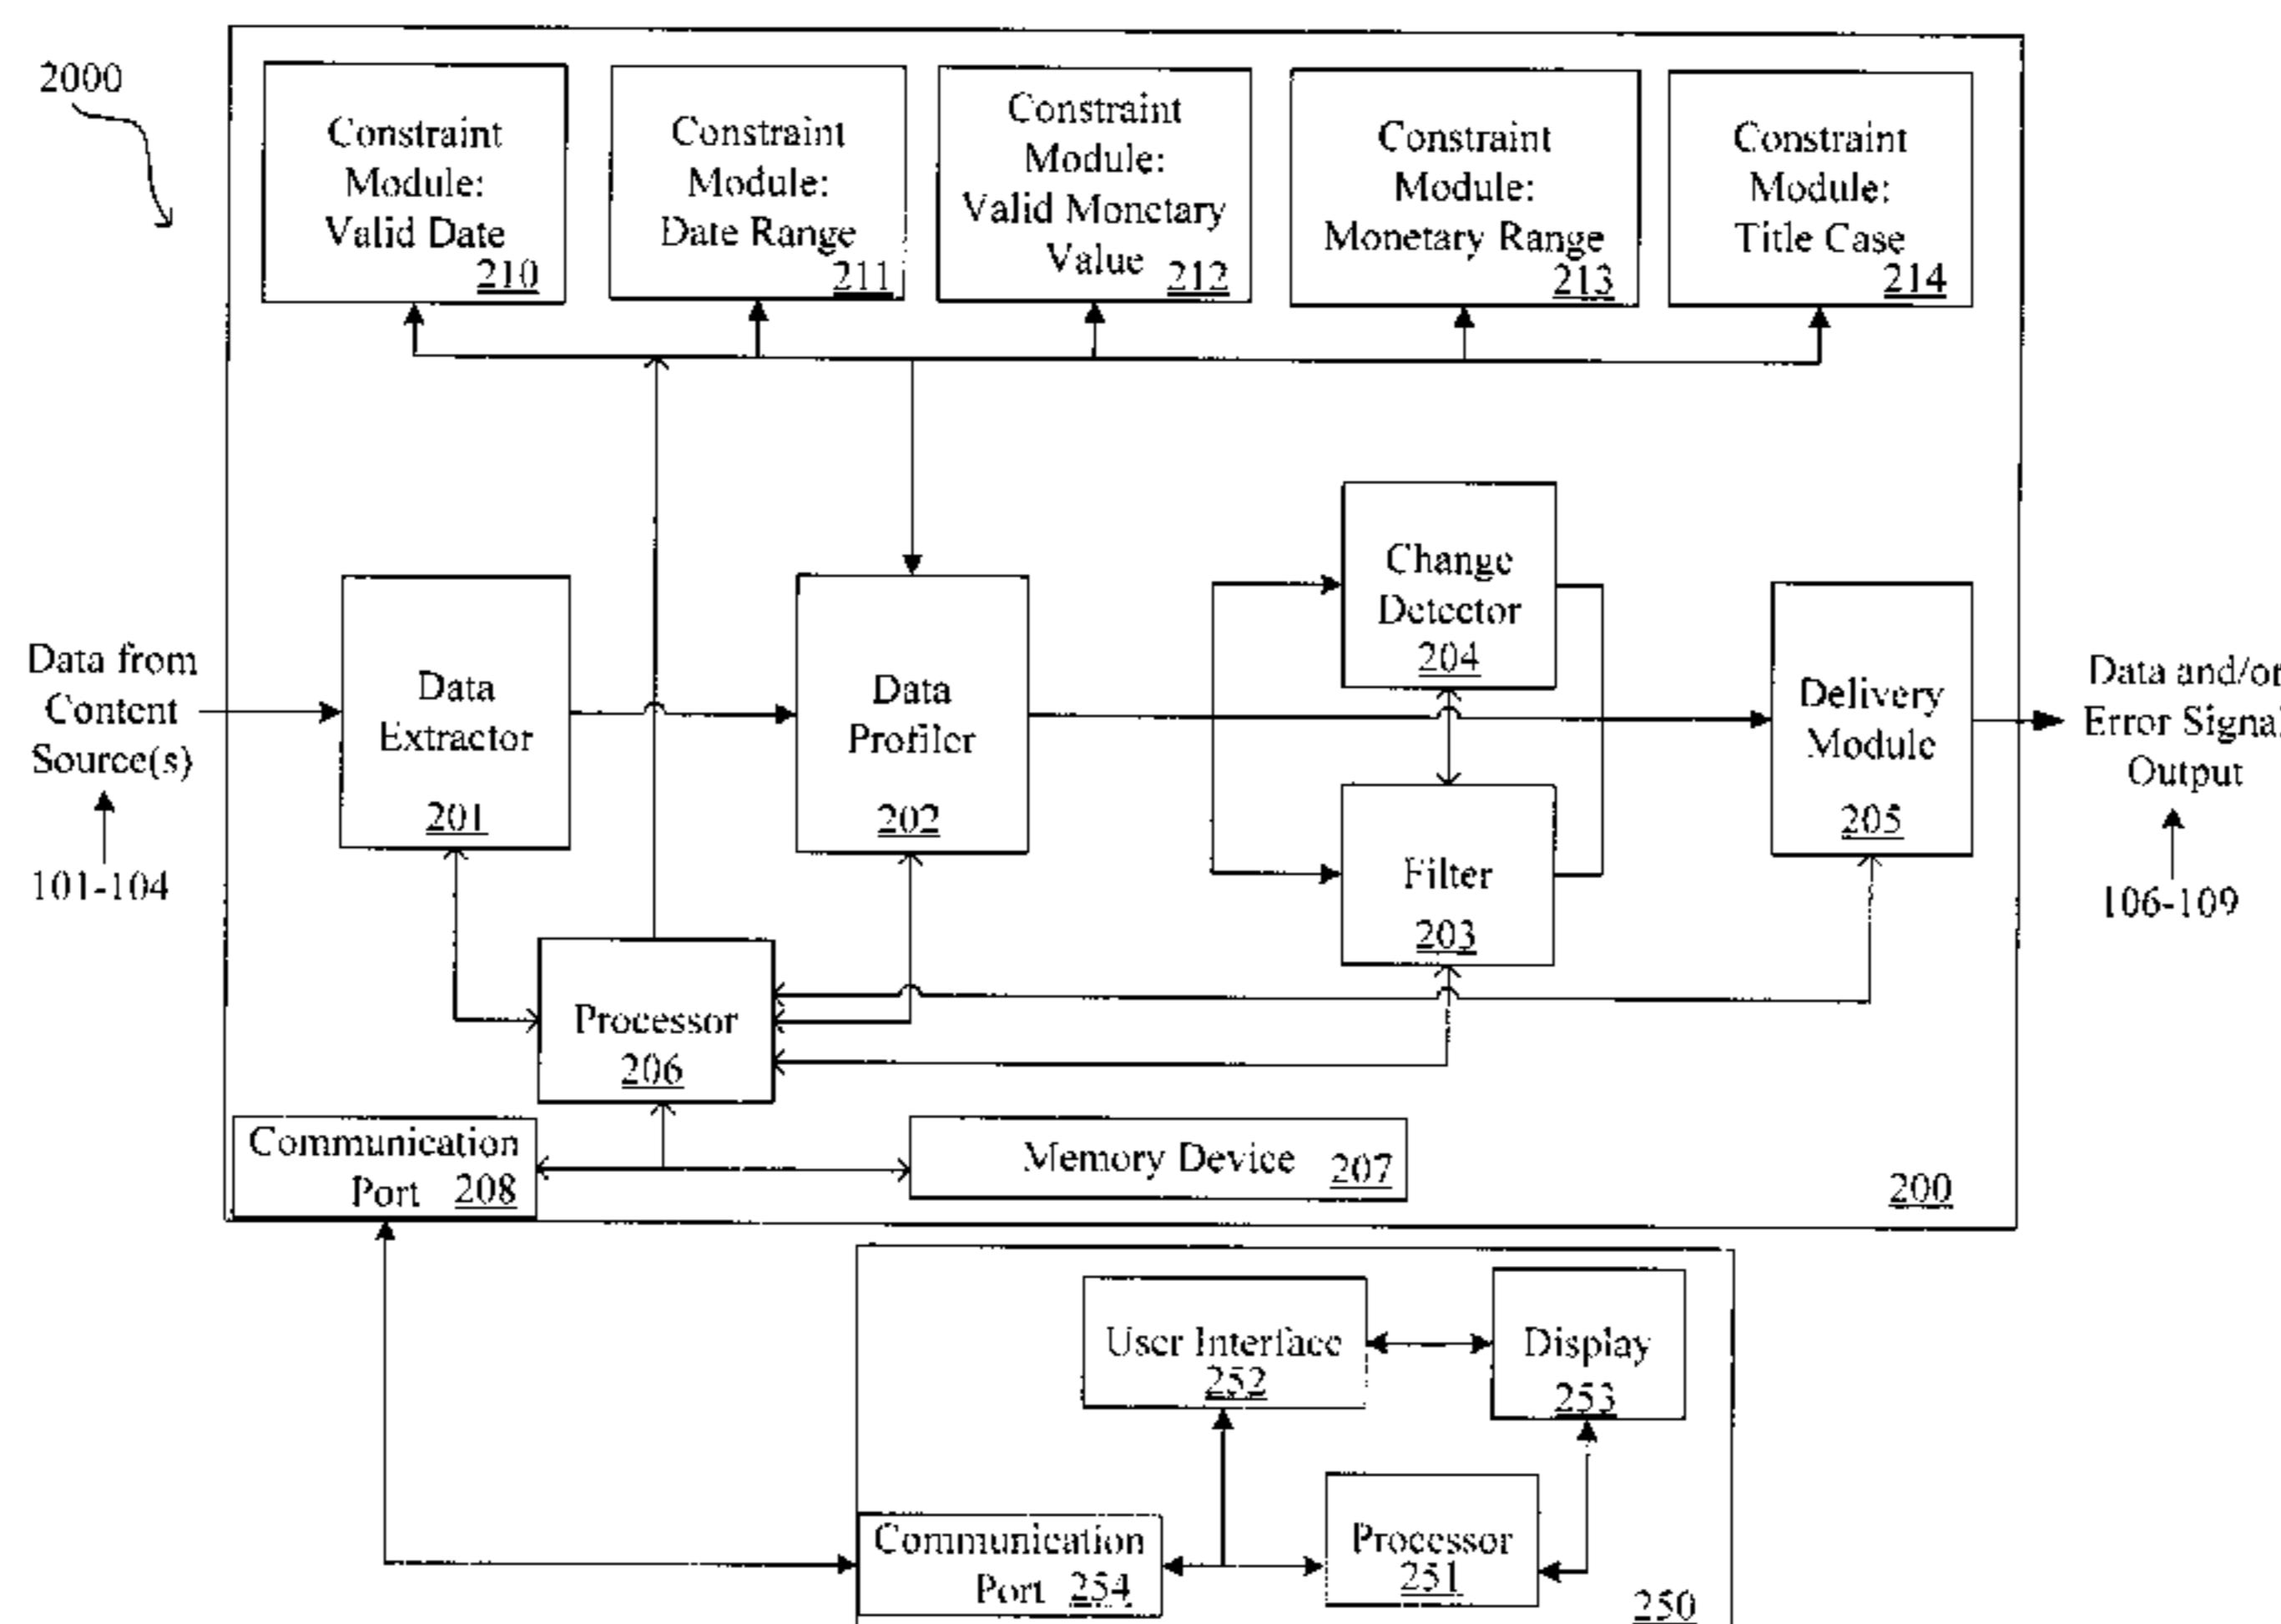 2000
Constraint
Module:
Valid Date
210
Constraint
Module:
Date Range
211
Constraint
Module:
Valid Monetary
Value 212
Constraint
Module:
Monetary Range
213
Constraint
Module:
Title Case
214
Data from
Content
Source(s)
101-104
Data
Extractor
201
Data
Profiler
202
Change
Detector
204
Filter
203
Delivery
Module
205
Data and/or
Error Signal
Output
106-109
Processor
206
Communication
Port 208
Memory Device 207
200
User Interface
252
Display
253
Communication
Port 254
Processor
251
250